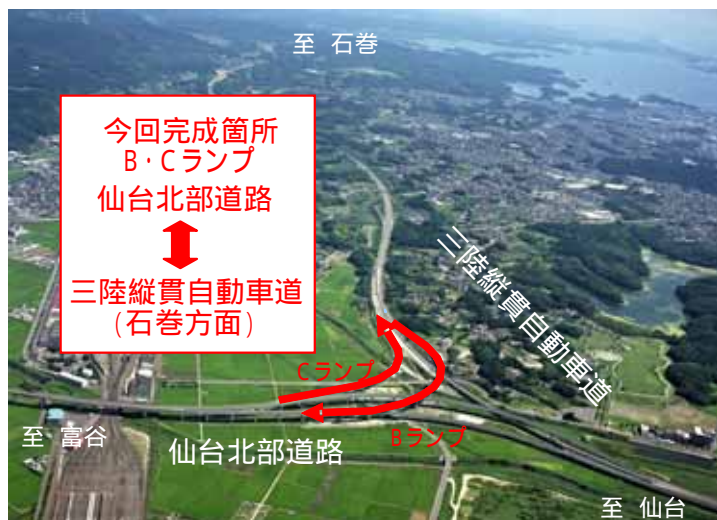 至 石巻
今回完成箇所
B・Cランプ
仙台北部道路
三陸縦貫自動車道
(石巻方面)
三陸縦貫自動車道
Cランプ
Bランプ
至 富谷
仙台北部道路
至 仙台